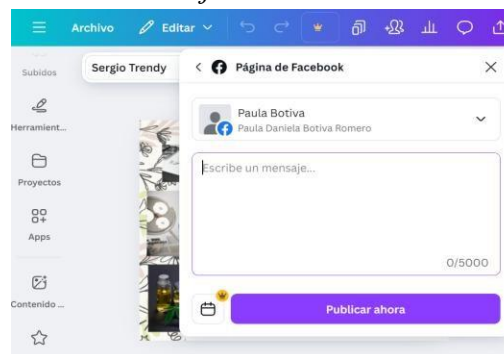 Archivo
Editar
Subidos
Sergio Trendy
Página de Facebook
Herramient...
Paula Botiva
Paula Daniela Botiva Romero
Escribe un mensaje...
Proyectos
Apps
0/5000
Contenido ...
Publicar ahora